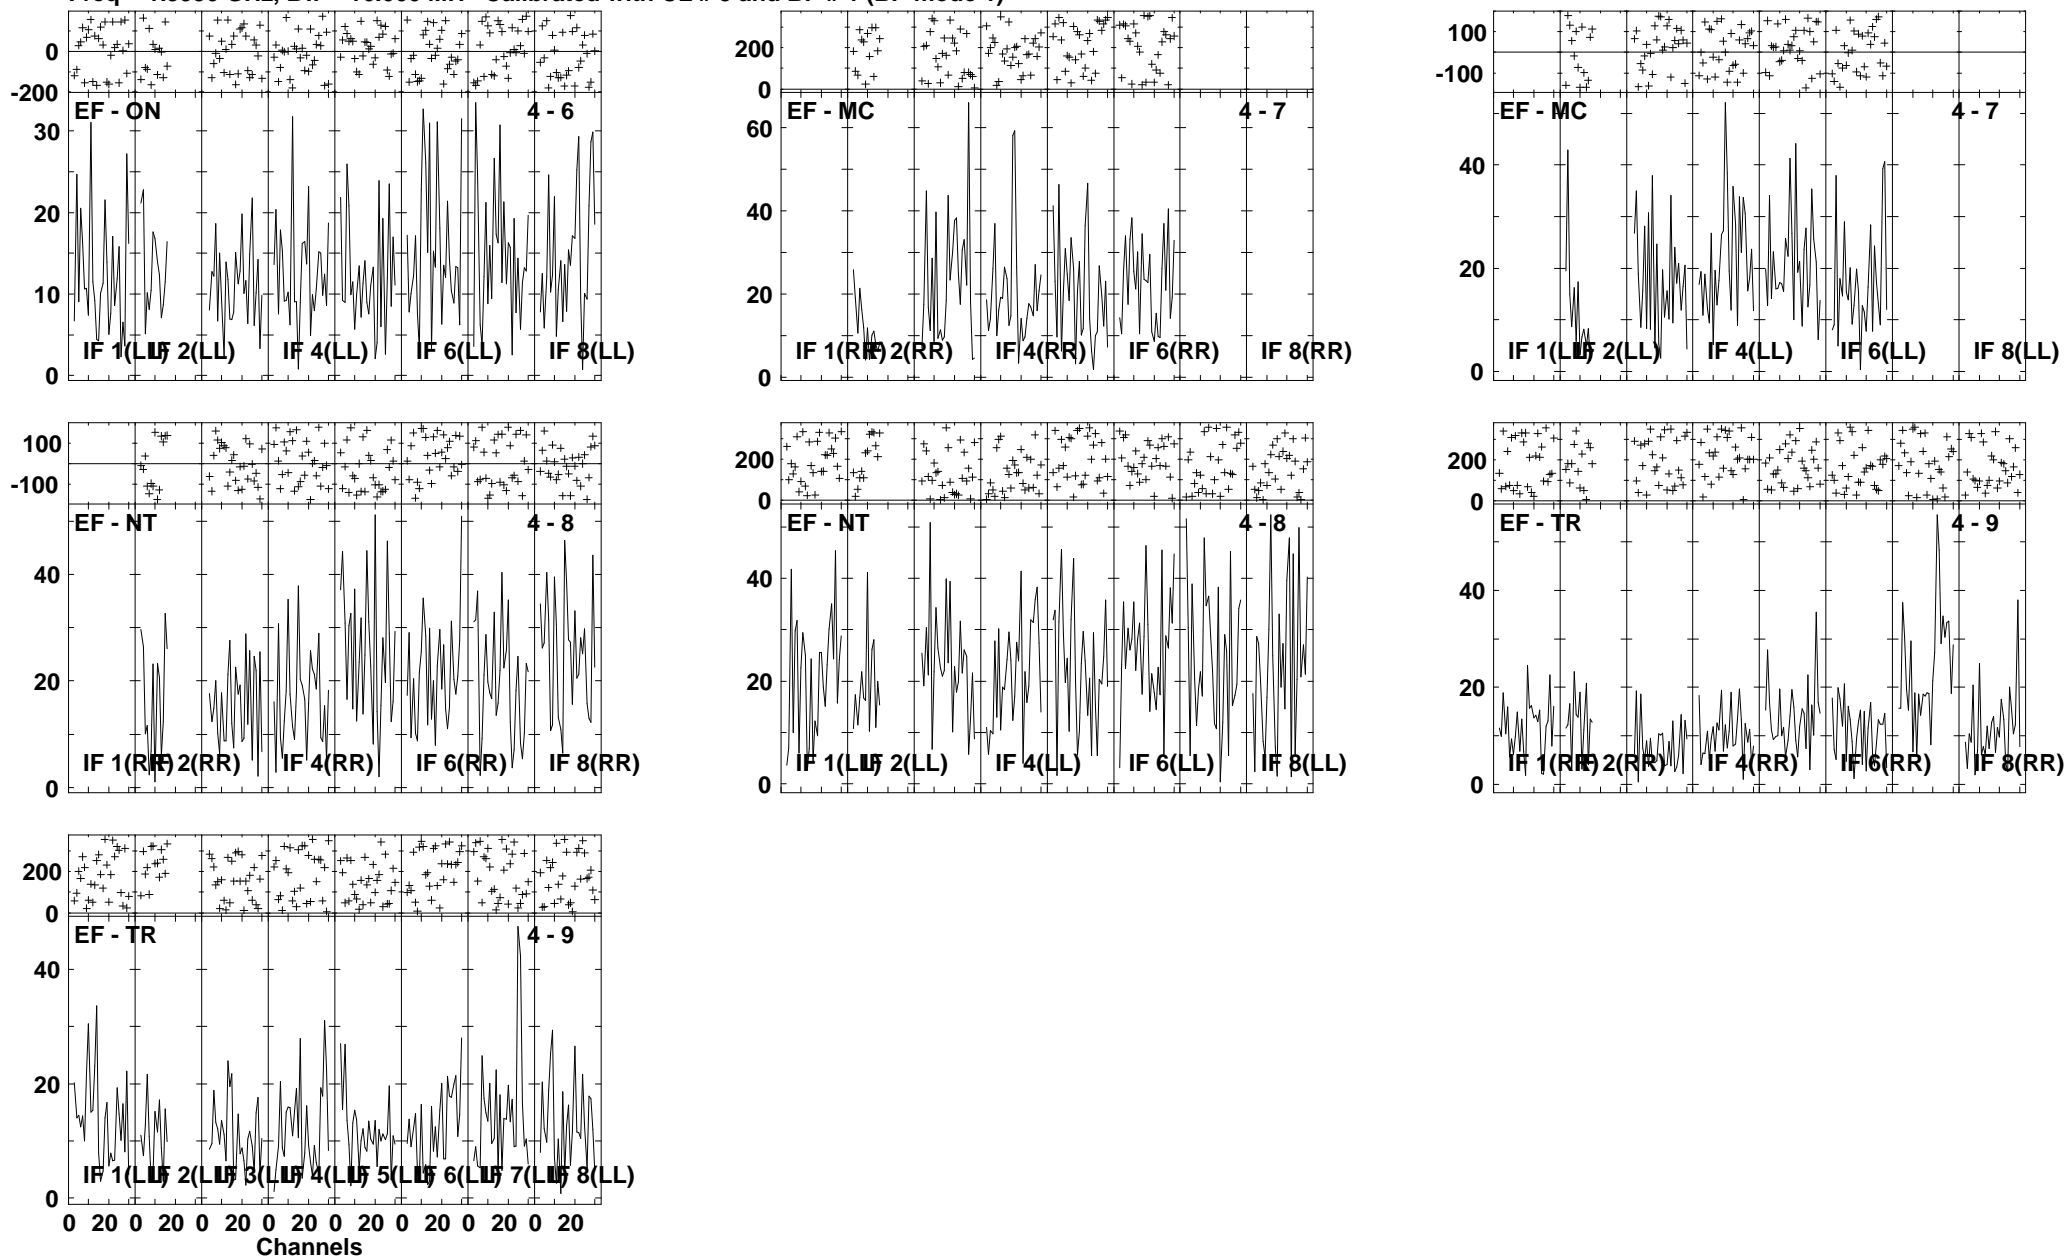 0
-200
EF - ON
4 - 6
30
20
10
0
IF 1(LL)
IF 2(LL)
IF 4(LL)
IF 6(LL)
IF 8(LL)
200
0
EF - MC
4 - 7
60
40
20
0
IF 1(RR)
IF 2(RR)
IF 4(RR)
IF 6(RR)
IF 8(RR)
100
-100
EF - MC
4 - 7
40
20
0
IF 1(LL)
IF 2(LL)
IF 4(LL)
IF 6(LL)
IF 8(LL)
100
-100
EF - NT
4 - 8
40
20
0
IF 1(RR)
IF 2(RR)
IF 4(RR)
IF 6(RR)
IF 8(RR)
200
0
EF - NT
4 - 8
40
20
0
IF 1(LL)
IF 2(LL)
IF 4(LL)
IF 6(LL)
IF 8(LL)
200
0
EF - TR
4 - 9
40
20
0
IF 1(RR)
IF 2(RR)
IF 4(RR)
IF 6(RR)
IF 8(RR)
200
0
EF - TR
4 - 9
40
20
0
IF 1(LL)
IF 2(LL)
IF 3(LL)
IF 4(LL)
IF 5(LL)
IF 6(LL)
IF 7(LL)
IF 8(LL)
0 20 0 20 0 20 0 20 0 20 0 20 0 20 0 20
Channels